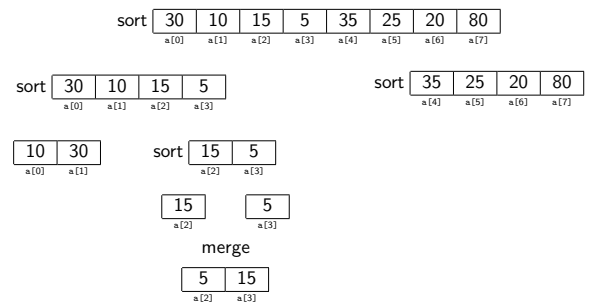 sort 30 10 15 5 35 25 20 80
a[0] a[1] a[2] a[3] a[4] a[5] a[6] a[7]
sort 30 10 15 5 sort 35 25 20 80
a[0] a[1] a[2] a[3] a[4] a[5] a[6] a[7]
10 30 sort 15 5
a[0] a[1] a[2] a[3]
15 5
a[2] a[3]
merge
5 15
a[2] a[3]